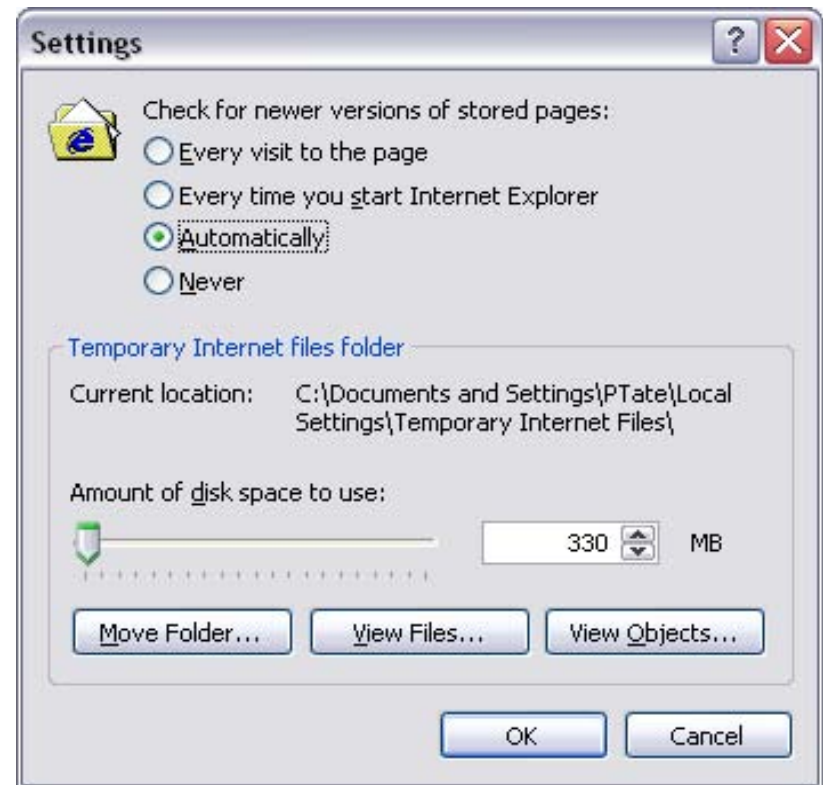 Settings
Check for newer versions of stored pages:
Every visit to the page
Every time you start Internet Explorer
Automatically
Never
Temporary Internet files folder
Current location: C:\Documents and Settings\PTate\Local
Settings\Temporary Internet Files\
Amount of disk space to use:
330 MB
Move Folder... View Files... View Objects...
OK Cancel